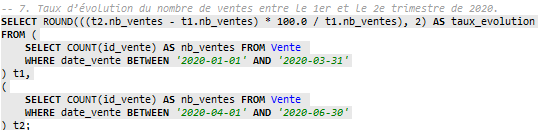 -- 7. Taux d’évolution du nombre de ventes entre le 1er et le 2e trimestre de 2020.
SELECT ROUND(((t2.nb_ventes - t1.nb_ventes) * 100.0 / t1.nb_ventes), 2) AS taux_evolution
FROM (
    SELECT COUNT(id_vente) AS nb_ventes FROM Vente
    WHERE date_vente BETWEEN '2020-01-01' AND '2020-03-31'
) t1,
(
    SELECT COUNT(id_vente) AS nb_ventes FROM Vente
    WHERE date_vente BETWEEN '2020-04-01' AND '2020-06-30'
) t2;